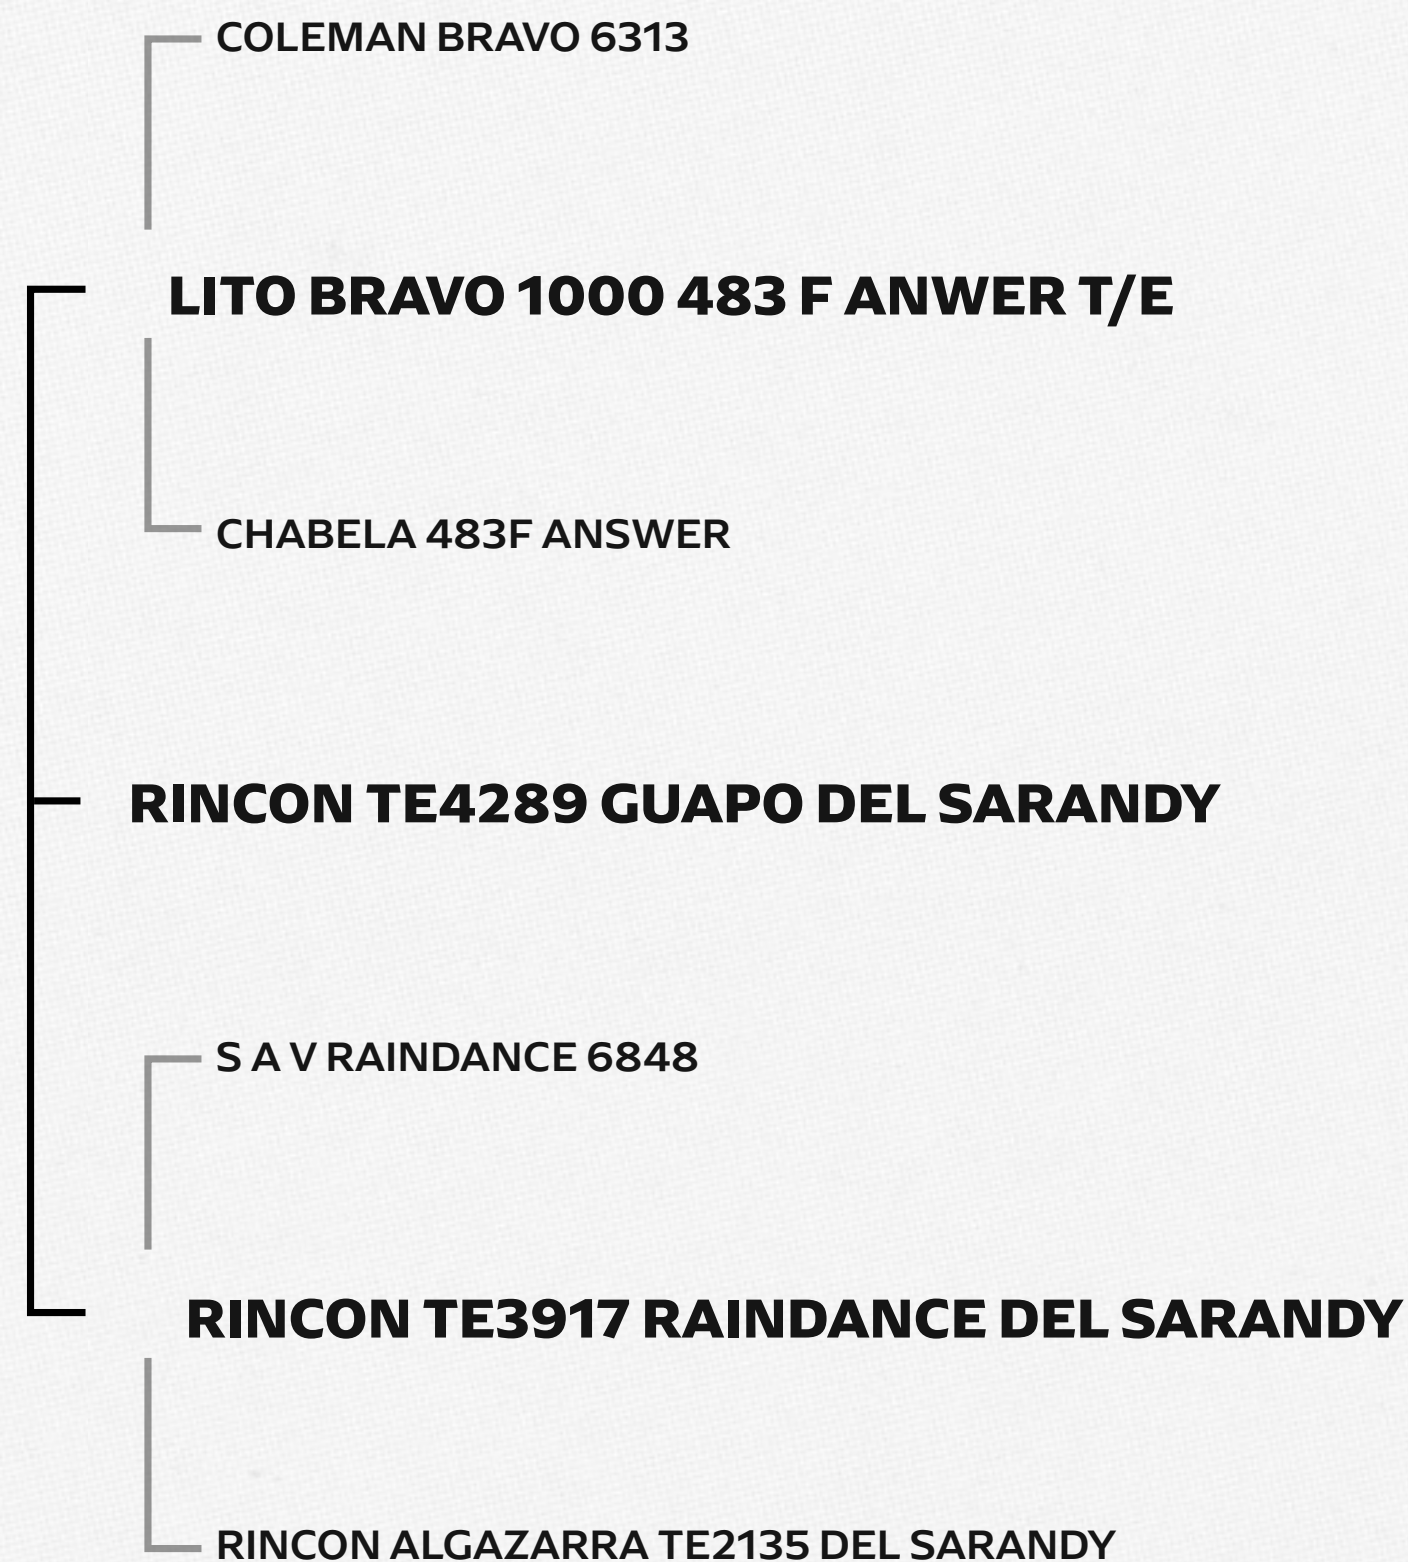 COLEMAN BRAVO 6313
LITO BRAVO 1000 483 F ANWER T/E
CHABELA 483F ANSWER
RINCON TE4289 GUAPO DEL SARANDY
S A V RAINDANCE 6848
RINCON TE3917 RAINDANCE DEL SARANDY
RINCON ALGAZARRA TE2135 DEL SARANDY